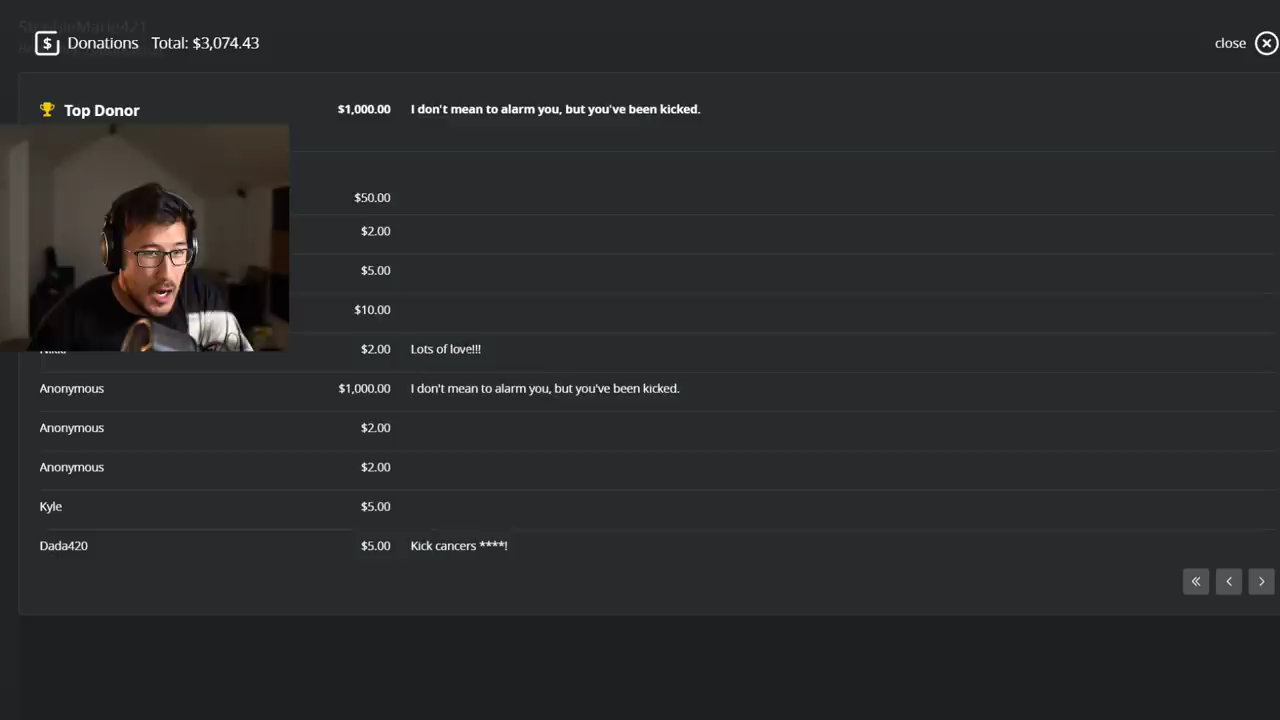 StarbieMarie421
$ Donations Total: $3,074.43
close
Top Donor $1,000.00 I don't mean to alarm you, but you've been kicked.
$50.00
$2.00
$5.00
$10.00
Nikki $2.00 Lots of love!!!
Anonymous $1,000.00 I don't mean to alarm you, but you've been kicked.
Anonymous $2.00
Anonymous $2.00
Kyle $5.00
Dada420 $5.00 Kick cancers ****!